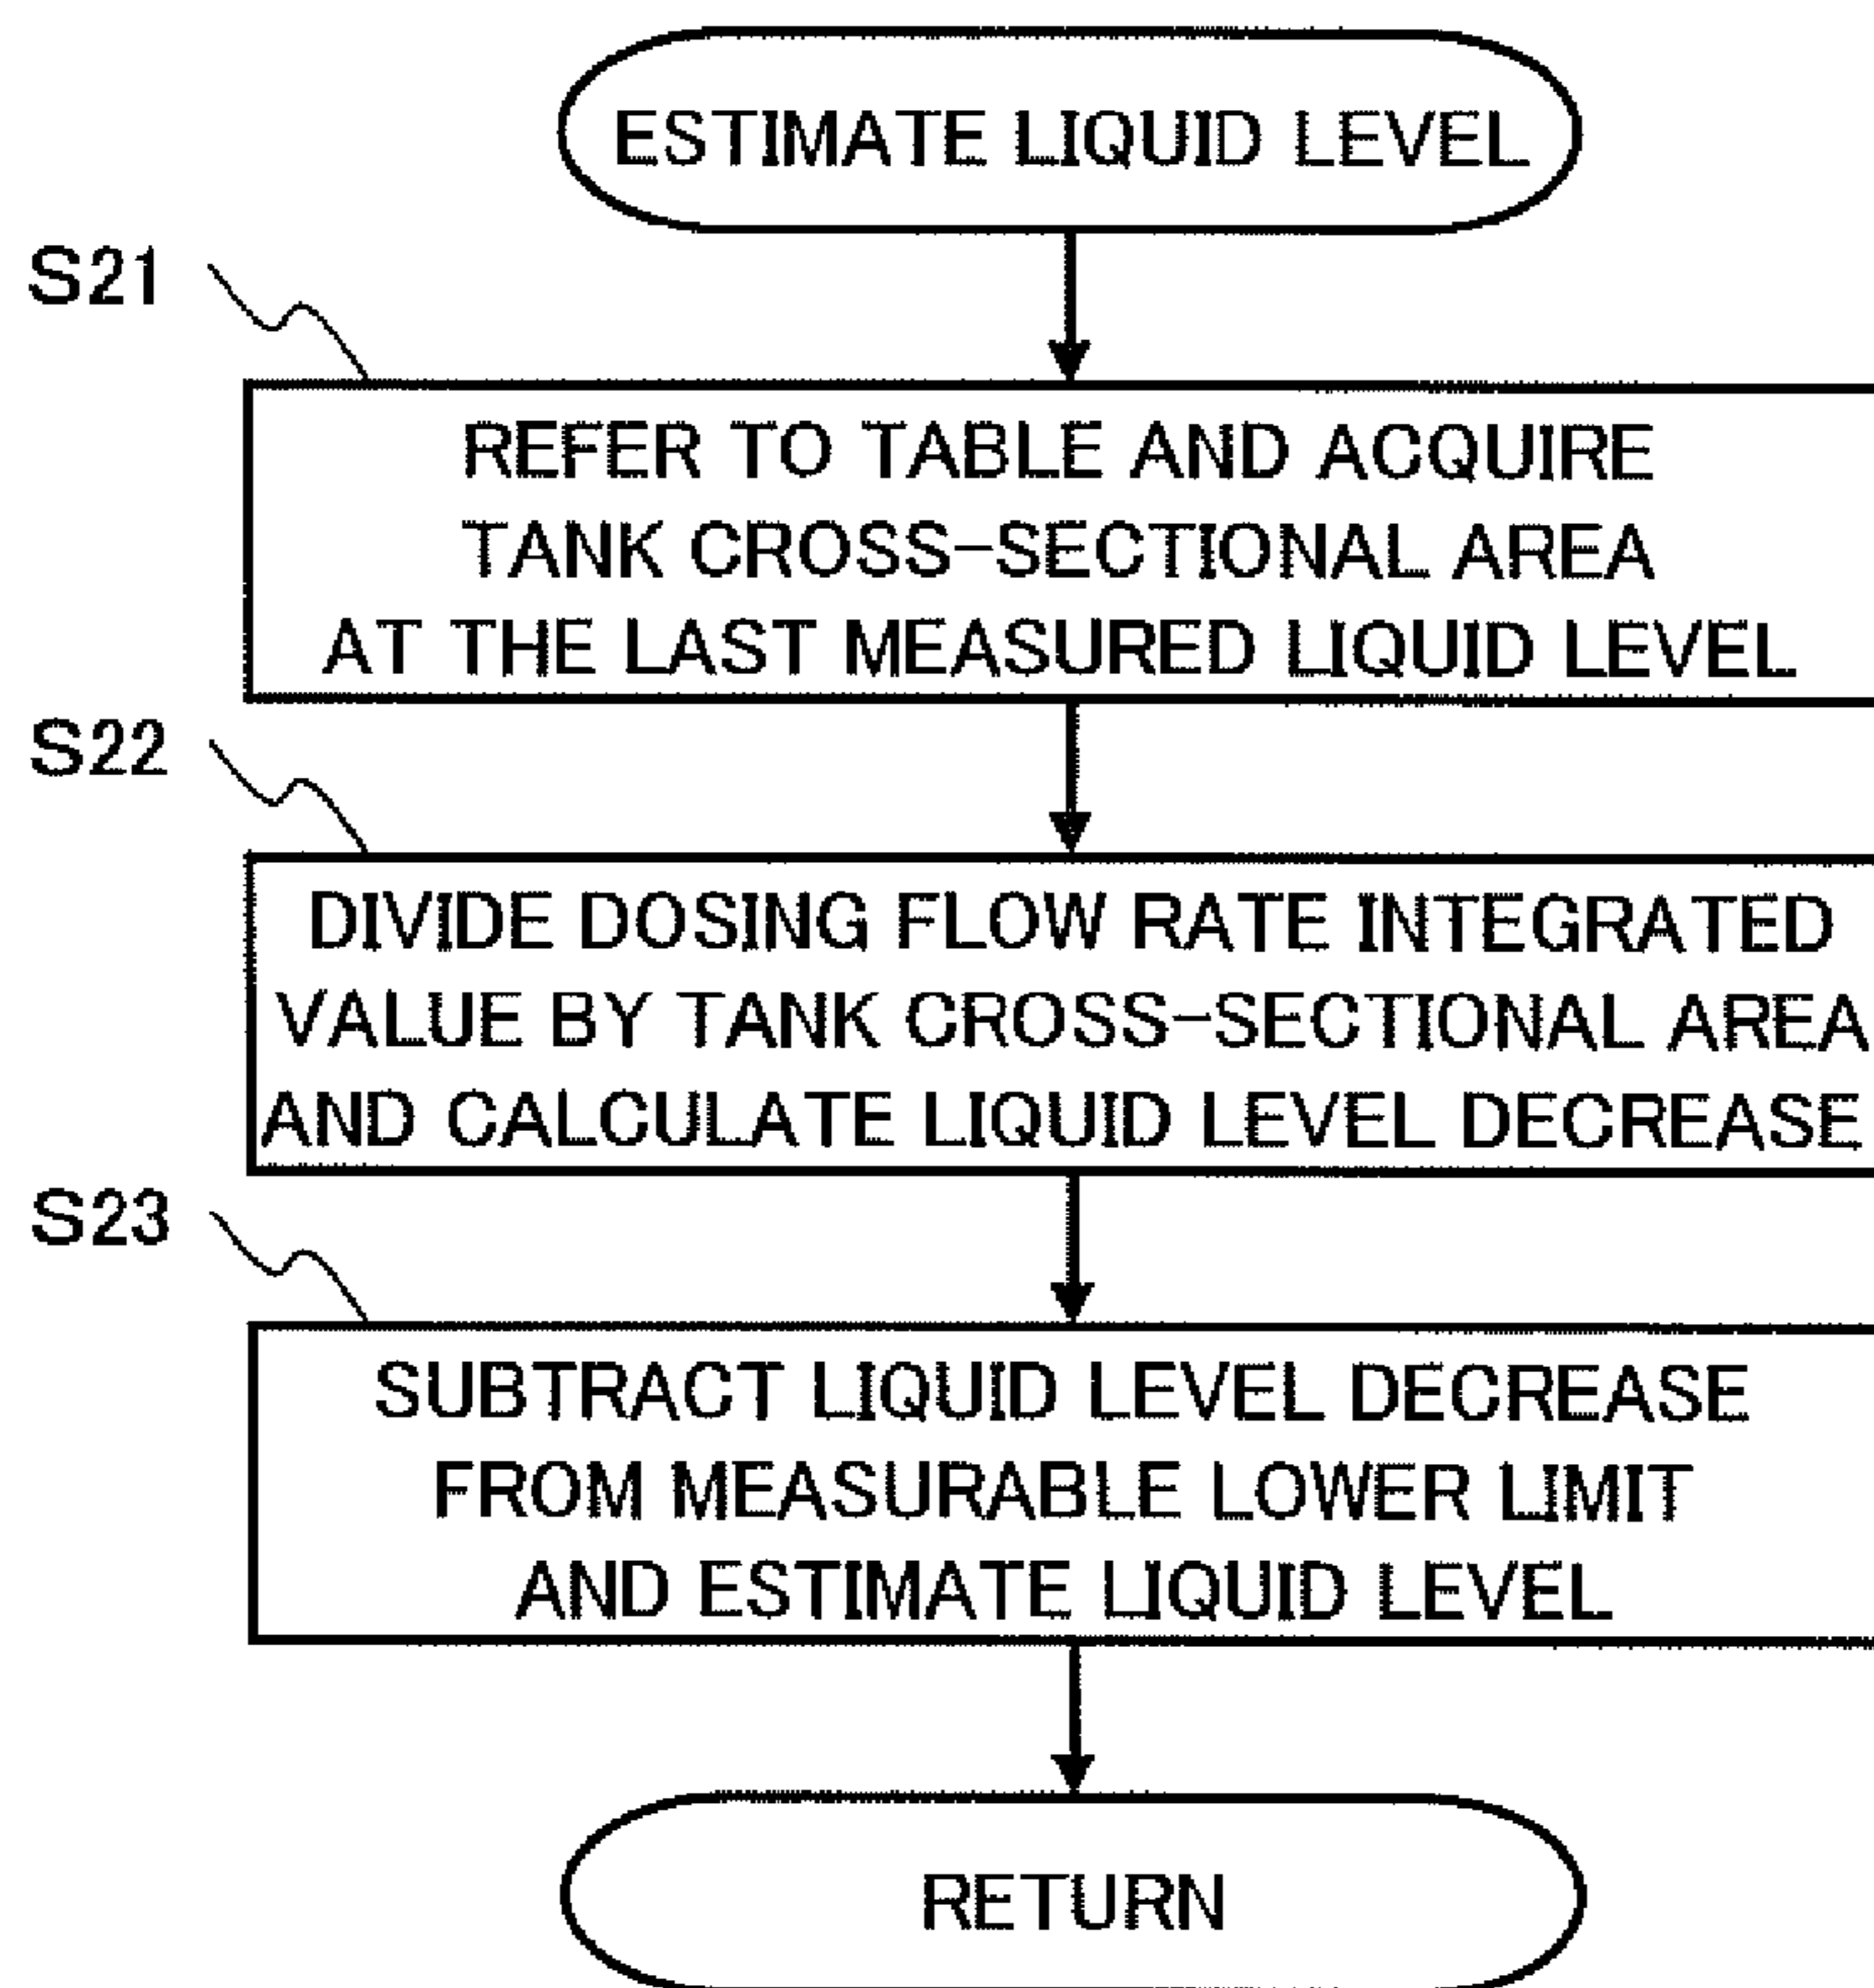 ESTIMATE LIQUID LEVEL
S21
REFER TO TABLE AND ACQUIRE
TANK CROSS-SECTIONAL AREA
AT THE LAST MEASURED LIQUID LEVEL
S22
DIVIDE DOSING FLOW RATE INTEGRATED
VALUE BY TANK CROSS-SECTIONAL AREA
AND CALCULATE LIQUID LEVEL DECREASE
S23
SUBTRACT LIQUID LEVEL DECREASE
FROM MEASURABLE LOWER LIMIT
AND ESTIMATE LIQUID LEVEL
RETURN